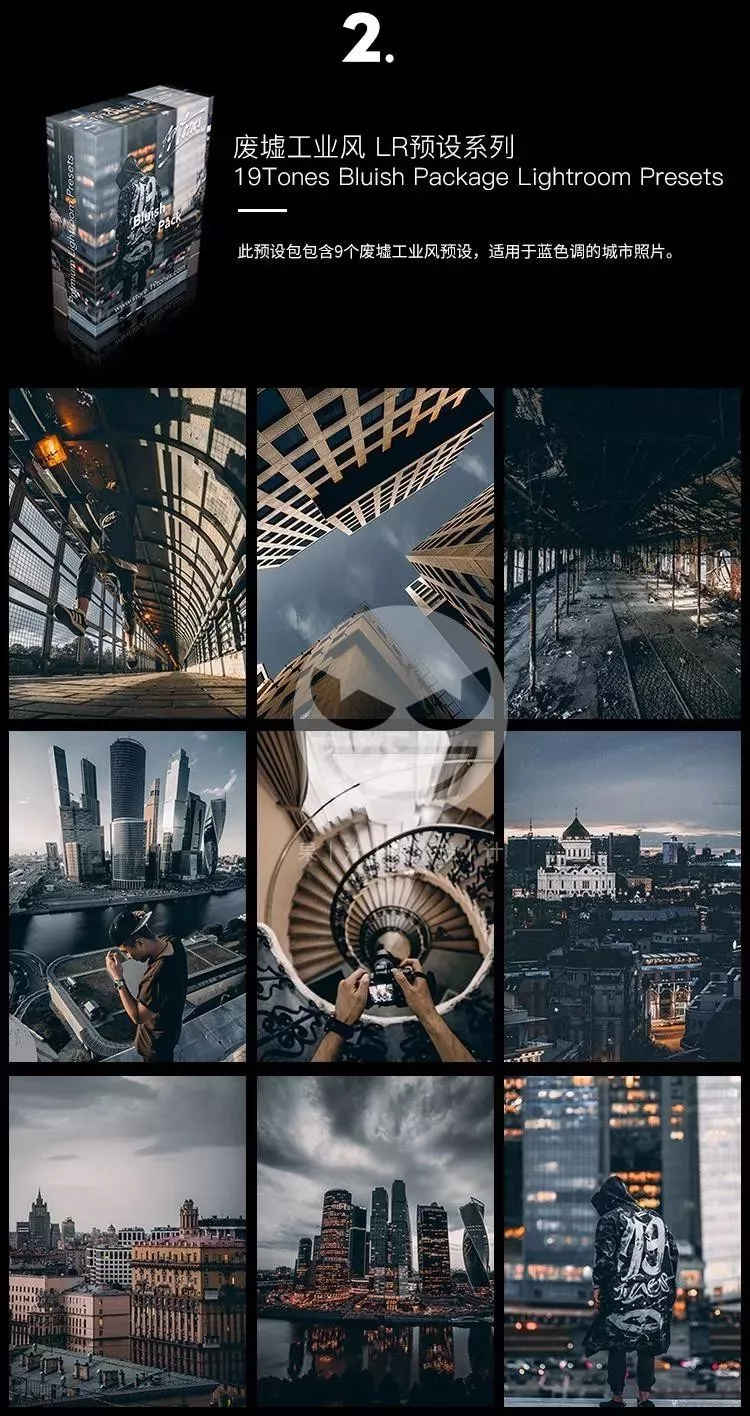 2.
废墟工业风 LR预设系列
19Tones Bluish Package Lightroom Presets
此预设包包含9个废墟工业风预设，适用于蓝色调的城市照片。
Premium Lightroom Presets
19Tones
19
Bluish
Pack
www.store.19tones.com
19